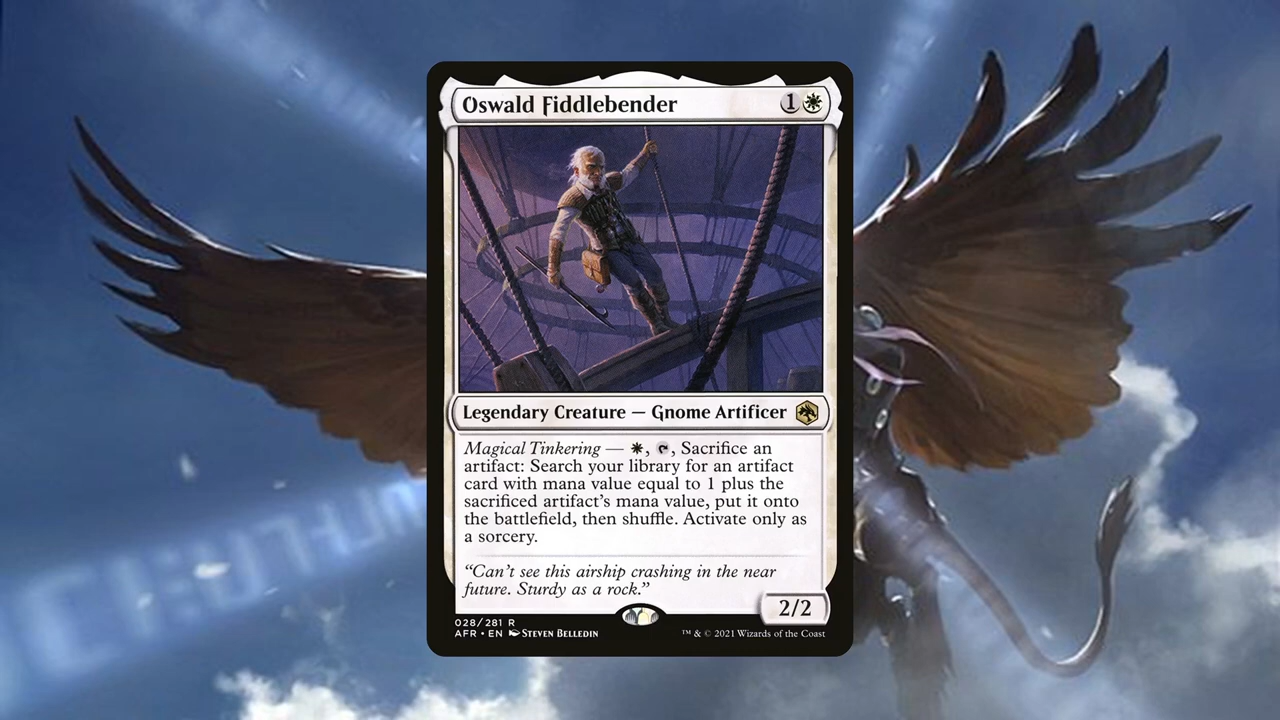 Oswald Fiddlebender 1
Legendary Creature — Gnome Artificer
Magical Tinkering — , , Sacrifice an
artifact: Search your library for an artifact
card with mana value equal to 1 plus the
sacrificed artifact's mana value, put it onto
the battlefield, then shuffle. Activate only as
a sorcery.
“Can't see this airship crashing in the near
future. Sturdy as a rock.”
2/2
028/281 R
AFR • EN STEVEN BELLEDIN
™ & © 2021 Wizards of the Coast